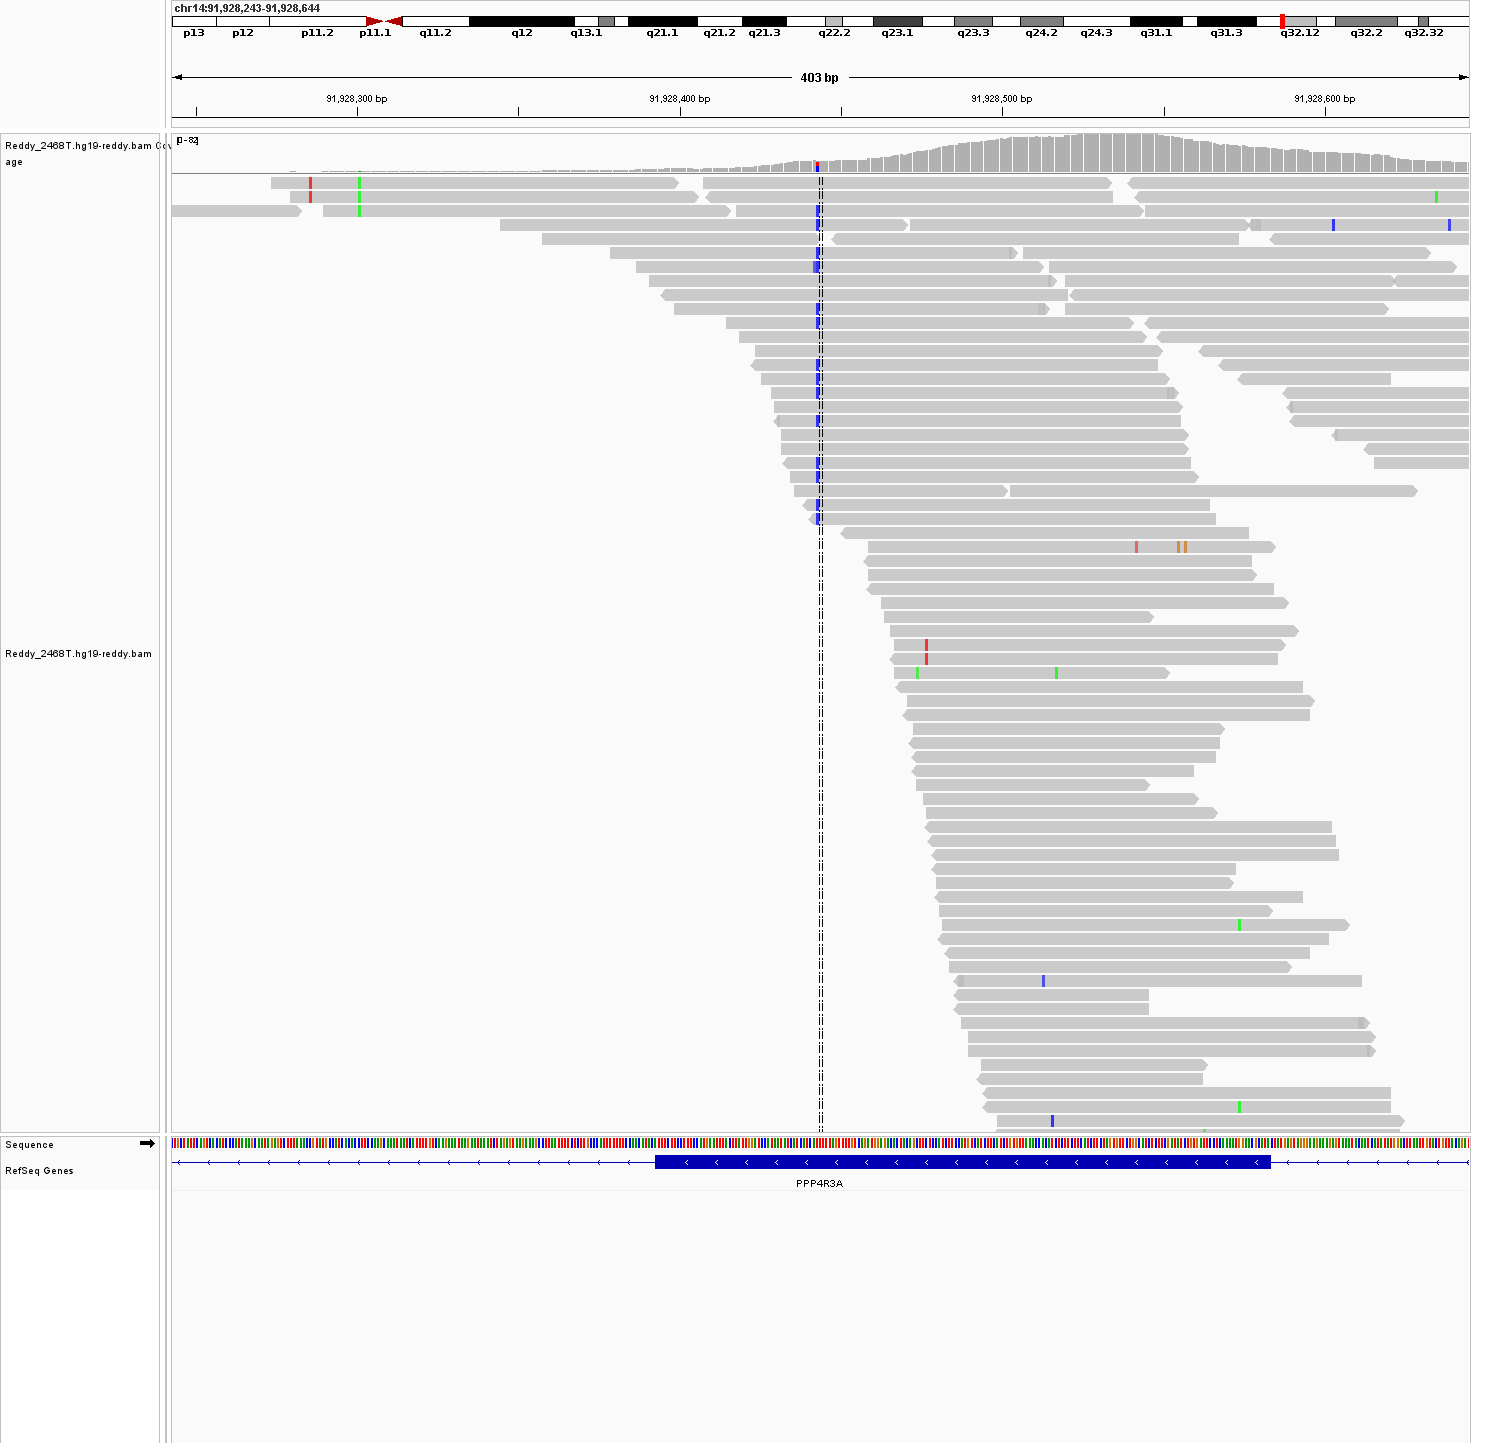 chr14:91,928,243-91,928,644
p13 p12 p11.2 p11.1 q11.2 q12 q13.1 q21.1 q21.2 q21.3 q22.2 q23.1 q23.3 q24.2 q24.3 q31.1 q31.3 q32.12 q32.2 q32.32
403 bp
91,928,300 bp 91,928,400 bp 91,928,500 bp 91,928,600 bp
[0 - 82]
Reddy_2468T.hg19-reddy.bam Cov
age
Reddy_2468T.hg19-reddy.bam
Sequence
RefSeq Genes
PPP4R3A